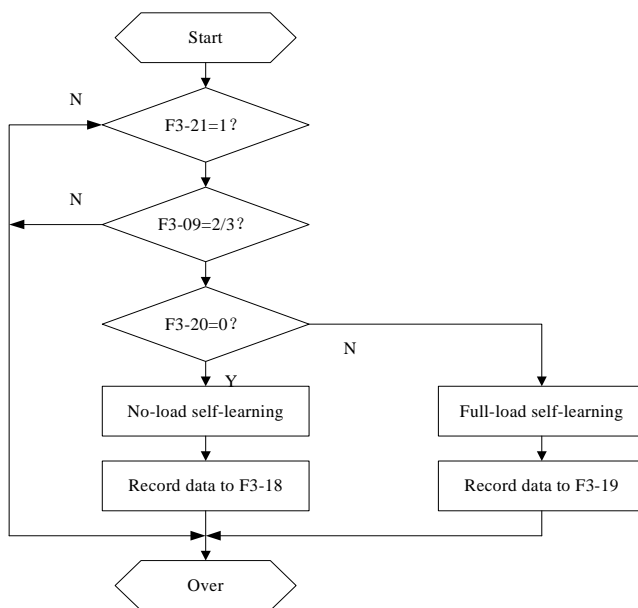 Start
N
F3-21=1？
N
F3-09=2/3？
F3-20=0？
N
Y
No-load self-learning
Full-load self-learning
Record data to F3-18
Record data to F3-19
Over